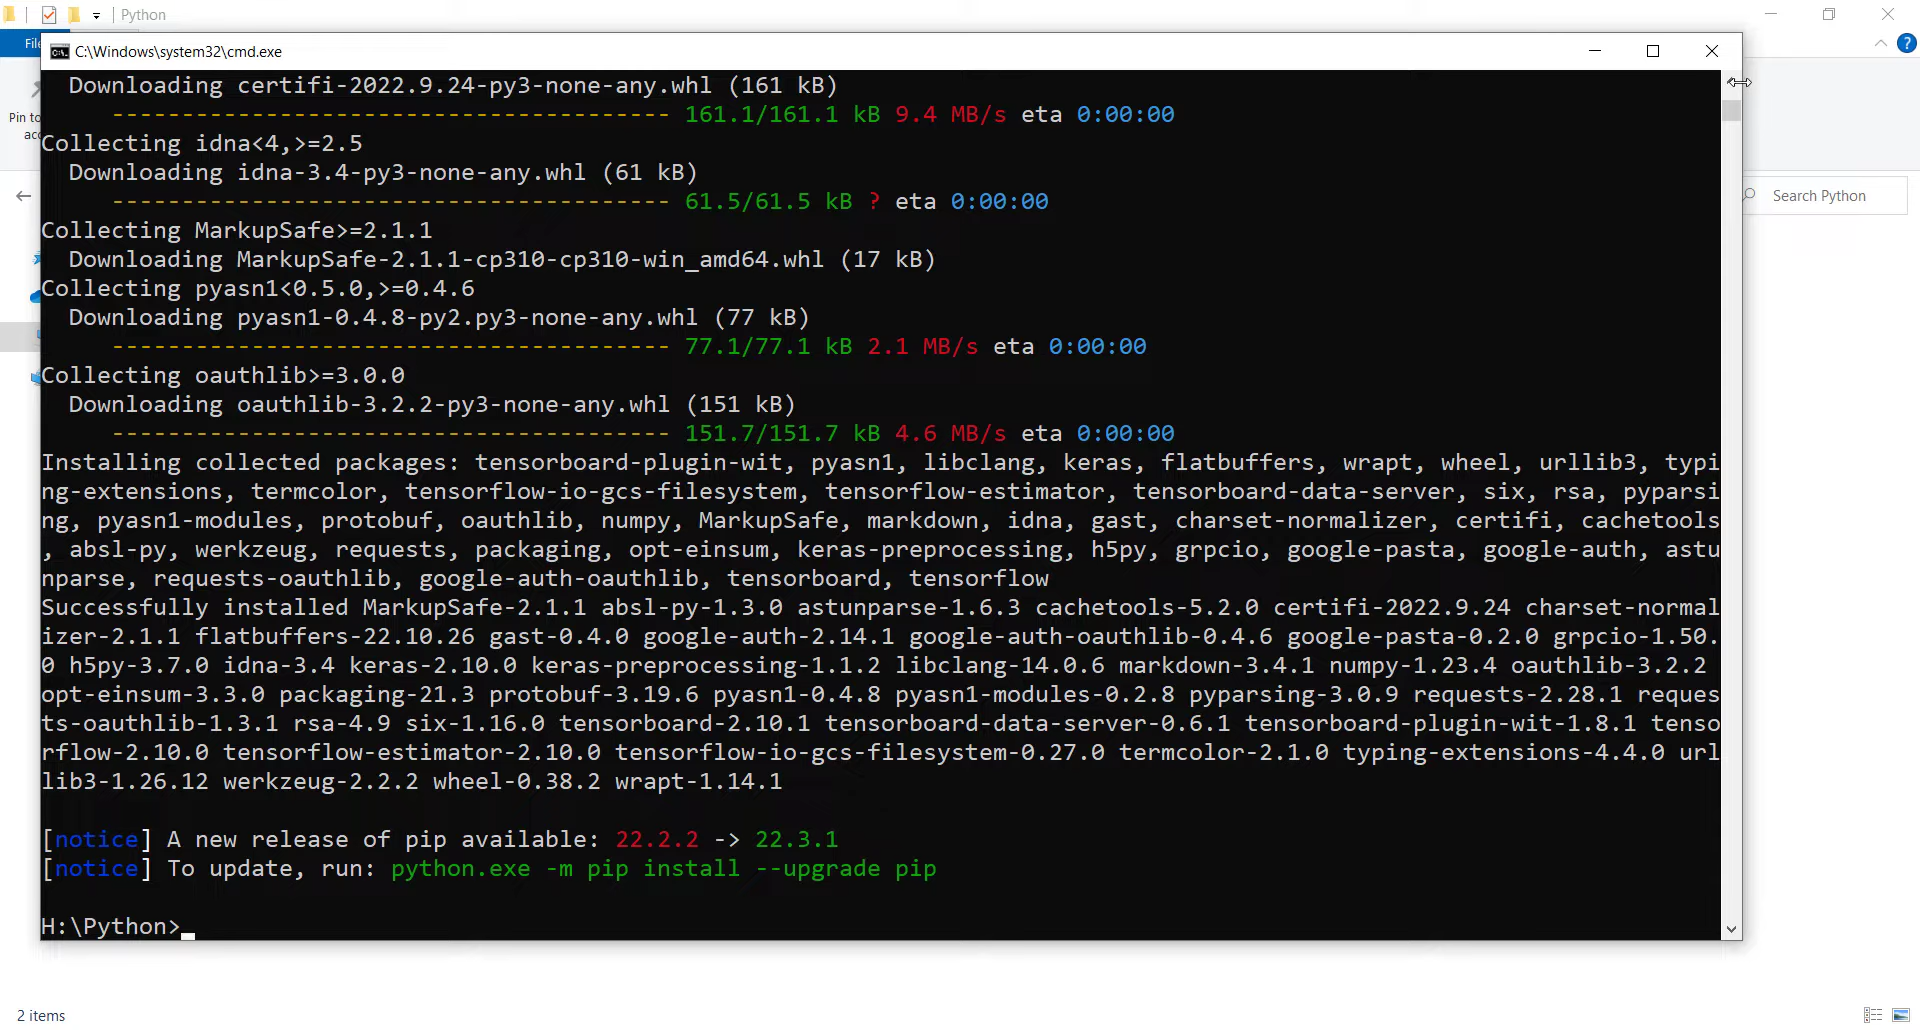 Python
File
C:\Windows\system32\cmd.exe
Pin to
Search Python
Downloading certifi-2022.9.24-py3-none-any.whl (161 kB)
---------------------------------------- 161.1/161.1 kB 9.4 MB/s eta 0:00:00
Collecting idna<4,>=2.5
Downloading idna-3.4-py3-none-any.whl (61 kB)
---------------------------------------- 61.5/61.5 kB ? eta 0:00:00
Collecting MarkupSafe>=2.1.1
Downloading MarkupSafe-2.1.1-cp310-cp310-win_amd64.whl (17 kB)
Collecting pyasn1<0.5.0,>=0.4.6
Downloading pyasn1-0.4.8-py2.py3-none-any.whl (77 kB)
---------------------------------------- 77.1/77.1 kB 2.1 MB/s eta 0:00:00
Collecting oauthlib>=3.0.0
Downloading oauthlib-3.2.2-py3-none-any.whl (151 kB)
---------------------------------------- 151.7/151.7 kB 4.6 MB/s eta 0:00:00
Installing collected packages: tensorboard-plugin-wit, pyasn1, libclang, keras, flatbuffers, wrapt, wheel, urllib3, typi
ng-extensions, termcolor, tensorflow-io-gcs-filesystem, tensorflow-estimator, tensorboard-data-server, six, rsa, pyparsi
ng, pyasn1-modules, protobuf, oauthlib, numpy, MarkupSafe, markdown, idna, gast, charset-normalizer, certifi, cachetools
, absl-py, werkzeug, requests, packaging, opt-einsum, keras-preprocessing, h5py, grpcio, google-pasta, google-auth, astu
nparse, requests-oauthlib, google-auth-oauthlib, tensorboard, tensorflow
Successfully installed MarkupSafe-2.1.1 absl-py-1.3.0 astunparse-1.6.3 cachetools-5.2.0 certifi-2022.9.24 charset-normal
izer-2.1.1 flatbuffers-22.10.26 gast-0.4.0 google-auth-2.14.1 google-auth-oauthlib-0.4.6 google-pasta-0.2.0 grpcio-1.50.
0 h5py-3.7.0 idna-3.4 keras-2.10.0 keras-preprocessing-1.1.2 libclang-14.0.6 markdown-3.4.1 numpy-1.23.4 oauthlib-3.2.2
opt-einsum-3.3.0 packaging-21.3 protobuf-3.19.6 pyasn1-0.4.8 pyasn1-modules-0.2.8 pyparsing-3.0.9 requests-2.28.1 reques
ts-oauthlib-1.3.1 rsa-4.9 six-1.16.0 tensorboard-2.10.1 tensorboard-data-server-0.6.1 tensorboard-plugin-wit-1.8.1 tenso
rflow-2.10.0 tensorflow-estimator-2.10.0 tensorflow-io-gcs-filesystem-0.27.0 termcolor-2.1.0 typing-extensions-4.4.0 url
lib3-1.26.12 werkzeug-2.2.2 wheel-0.38.2 wrapt-1.14.1
[notice] A new release of pip available: 22.2.2 -> 22.3.1
[notice] To update, run: python.exe -m pip install --upgrade pip
H:\Python>
2 items